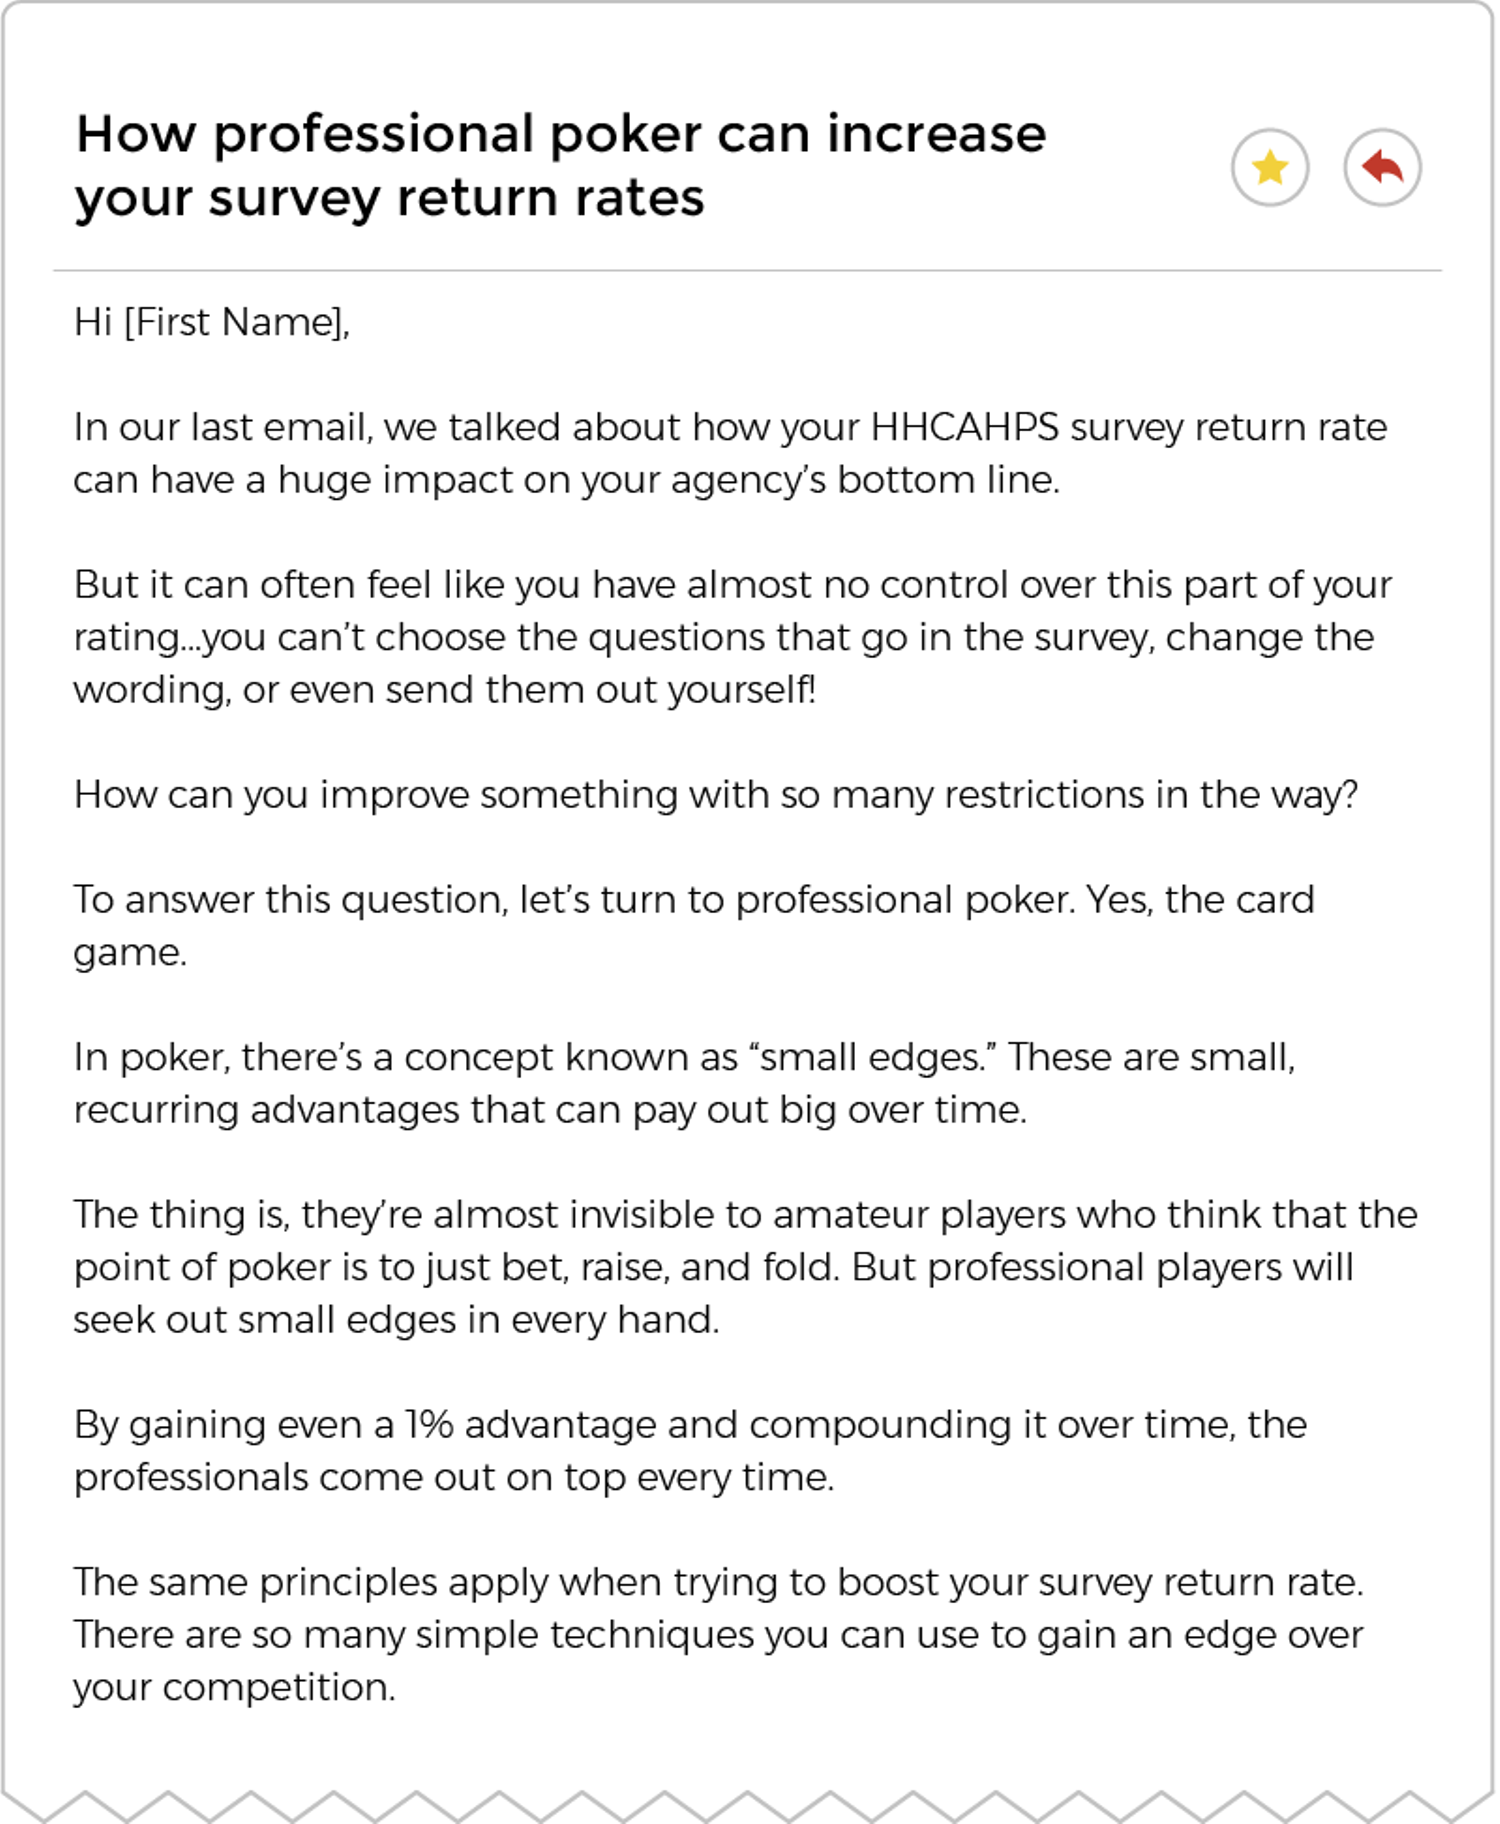 How professional poker can increase
your survey return rates
Hi [First Name],
In our last email, we talked about how your HHCAHPS survey return rate
can have a huge impact on your agency’s bottom line.
But it can often feel like you have almost no control over this part of your
rating...you can’t choose the questions that go in the survey, change the
wording, or even send them out yourself!
How can you improve something with so many restrictions in the way?
To answer this question, let’s turn to professional poker. Yes, the card
game.
In poker, there’s a concept known as “small edges.” These are small,
recurring advantages that can pay out big over time.
The thing is, they’re almost invisible to amateur players who think that the
point of poker is to just bet, raise, and fold. But professional players will
seek out small edges in every hand.
By gaining even a 1% advantage and compounding it over time, the
professionals come out on top every time.
The same principles apply when trying to boost your survey return rate.
There are so many simple techniques you can use to gain an edge over
your competition.